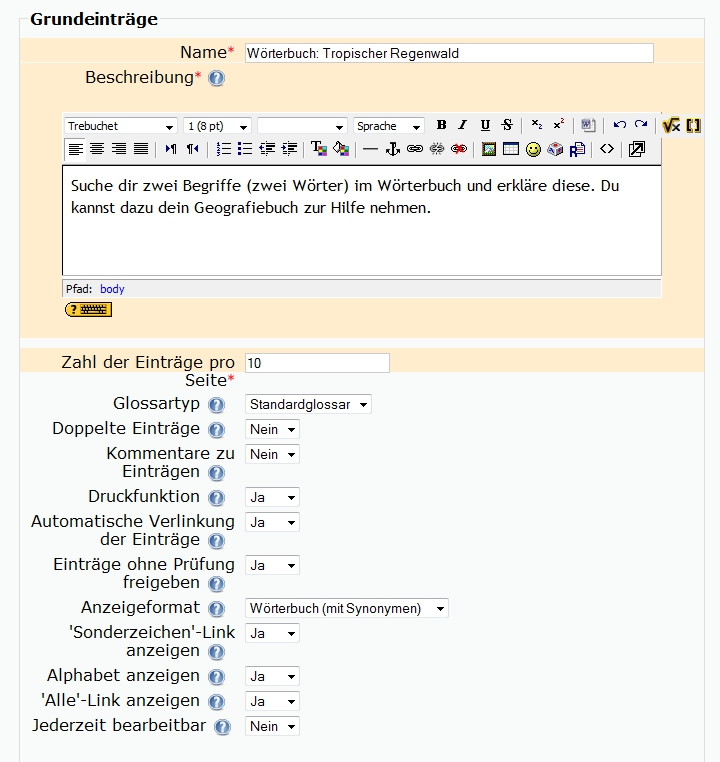 Grundeinträge
Name* Wörterbuch: Tropischer Regenwald
Beschreibung*
Trebuchet 1 (8 pt) Sprache B I U S x2 x2
Suche dir zwei Begriffe (zwei Wörter) im Wörterbuch und erkläre diese. Du
kannst dazu dein Geografiebuch zur Hilfe nehmen.
Pfad: body
?
Zahl der Einträge pro 10
Seite*
Glossartyp Standardglossar
Doppelte Einträge Nein
Kommentare zu Nein
Einträgen
Druckfunktion Ja
Automatische Verlinkung Ja
der Einträge
Einträge ohne Prüfung Ja
freigeben
Anzeigeformat Wörterbuch (mit Synonymen)
'Sonderzeichen'-Link Ja
anzeigen
Alphabet anzeigen Ja
'Alle'-Link anzeigen Ja
Jederzeit bearbeitbar Nein